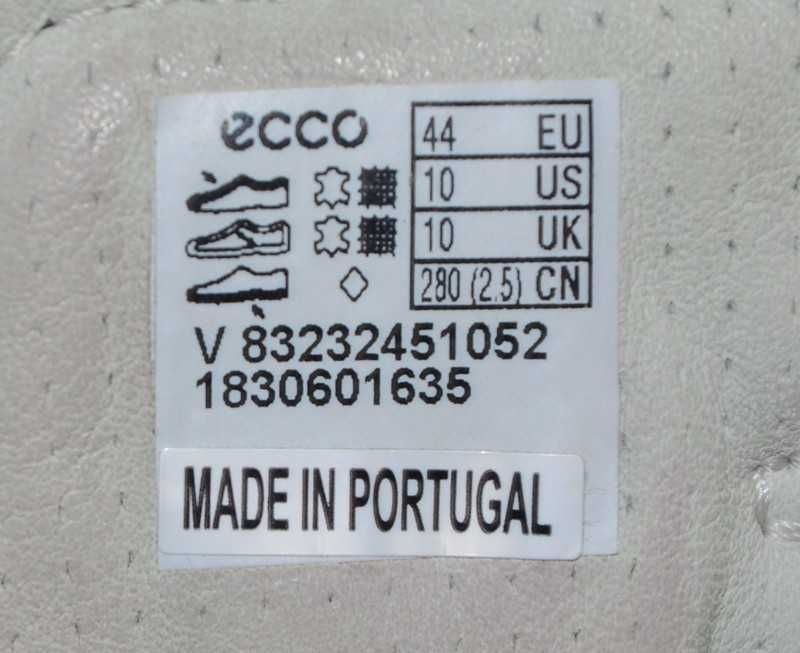 ecco
44 EU
10 US
10 UK
280 (2.5) CN
V 83232451052
1830601635
MADE IN PORTUGAL